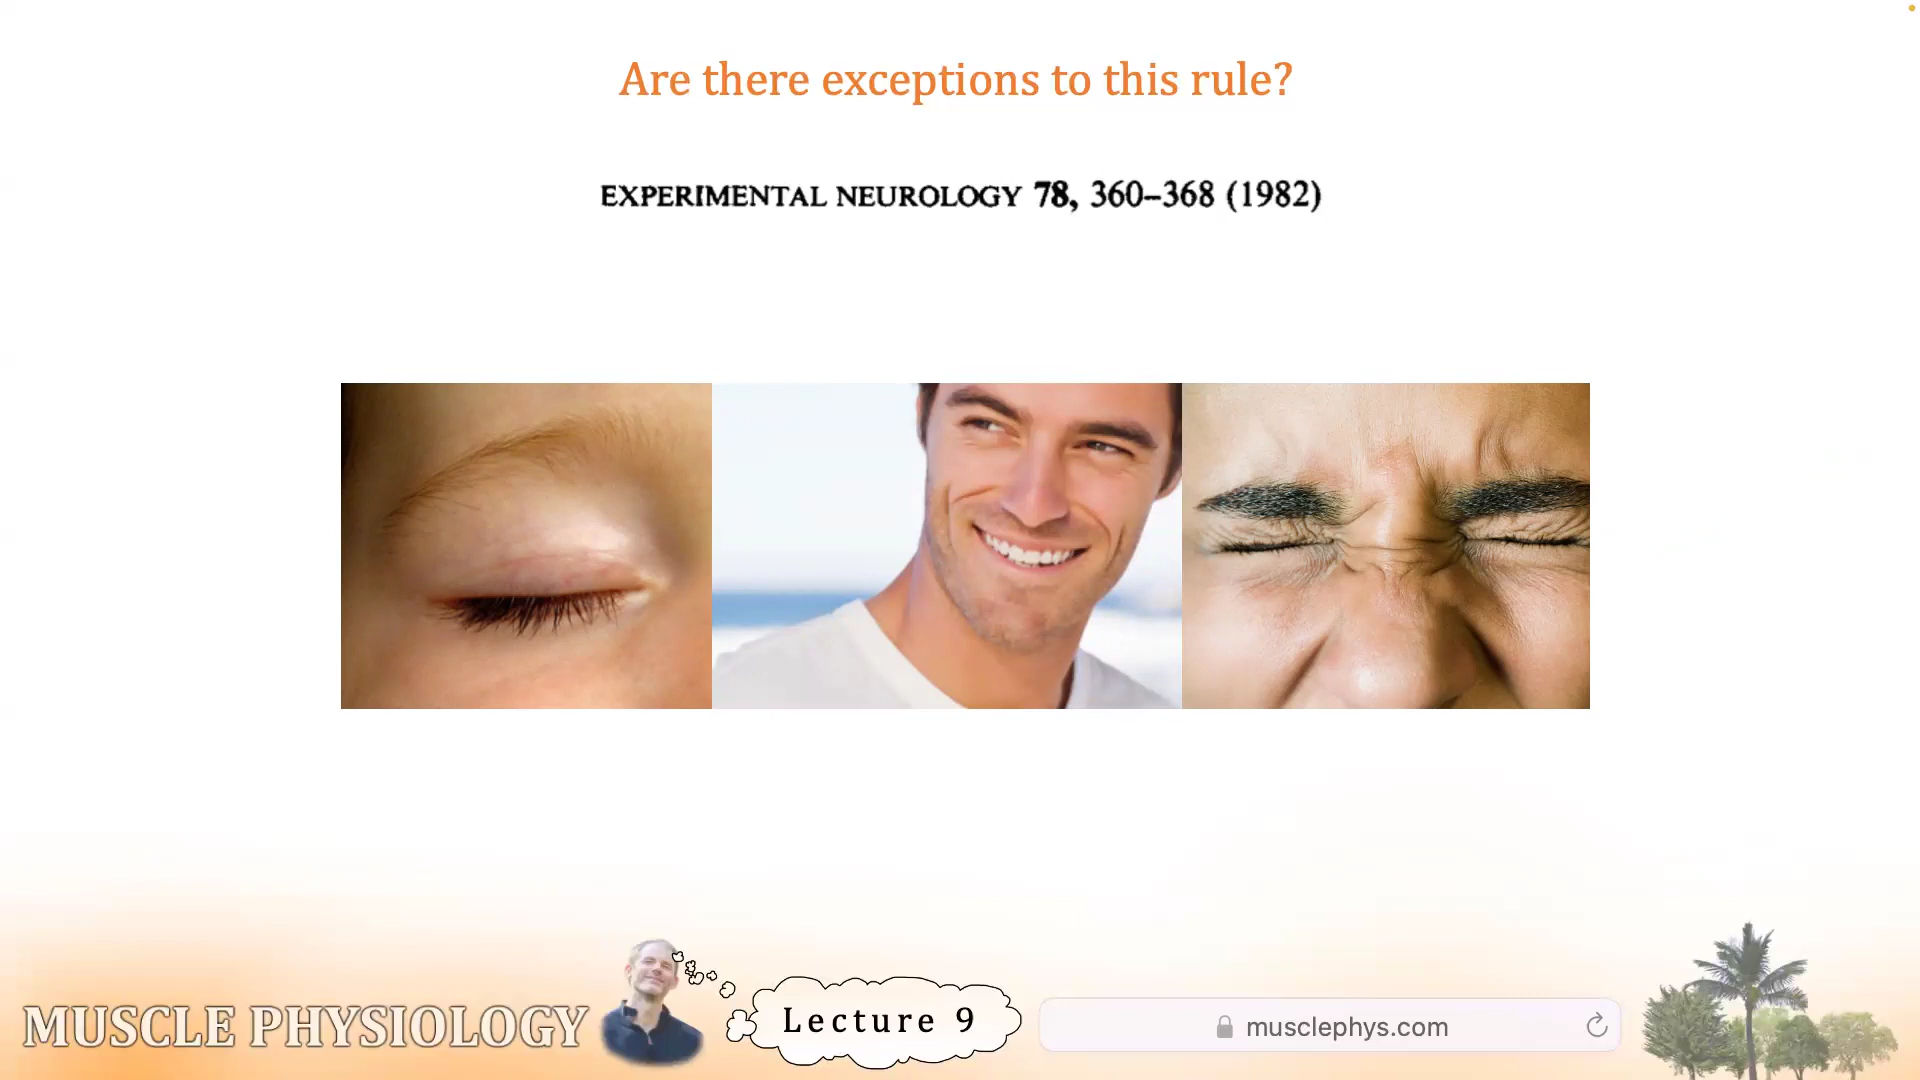 Are there exceptions to this rule?
EXPERIMENTAL NEUROLOGY 78, 360–368 (1982)
MUSCLE PHYSIOLOGY
Lecture 9
musclephys.com